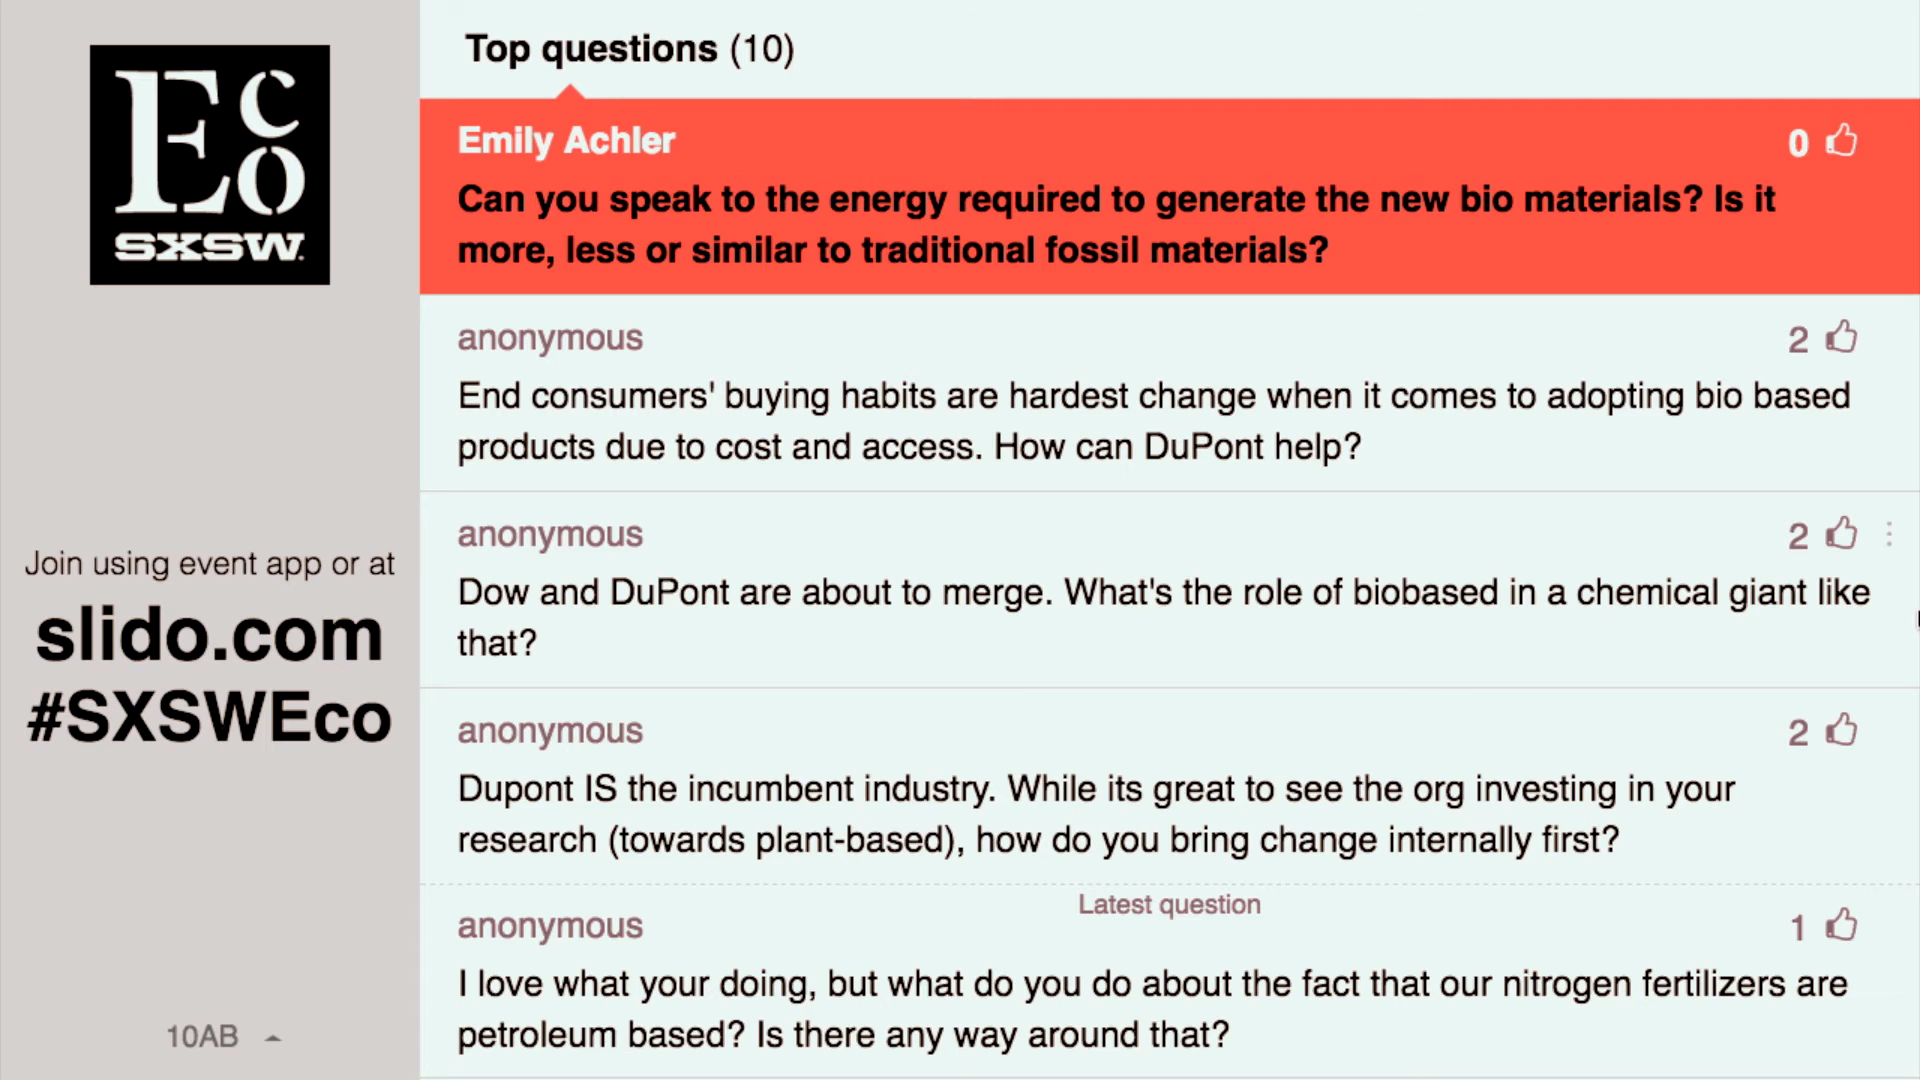 Eco
SXSW.
Join using event app or at
slido.com
#SXSWEco
10AB
Top questions (10)
Emily Achler
0
Can you speak to the energy required to generate the new bio materials? Is it
more, less or similar to traditional fossil materials?
anonymous
2
End consumers' buying habits are hardest change when it comes to adopting bio based
products due to cost and access. How can DuPont help?
anonymous
2
Dow and DuPont are about to merge. What's the role of biobased in a chemical giant like
that?
anonymous
2
Dupont IS the incumbent industry. While its great to see the org investing in your
research (towards plant-based), how do you bring change internally first?
Latest question
anonymous
1
I love what your doing, but what do you do about the fact that our nitrogen fertilizers are
petroleum based? Is there any way around that?